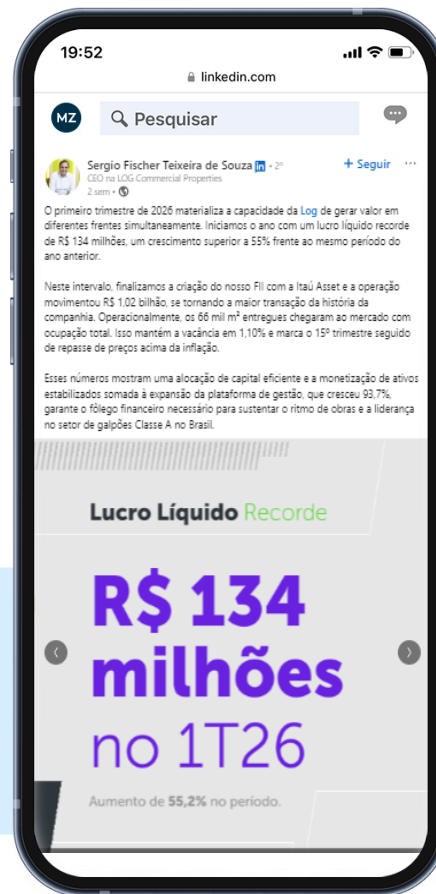 19:52
linkedin.com
MZ
Pesquisar
Sergio Fischer Teixeira de Souza in • 2º
+ Seguir ...
CEO na LOG Commercial Properties
2 sem •
O primeiro trimestre de 2026 materializa a capacidade da Log de gerar valor em
diferentes frentes simultaneamente. Iniciamos o ano com um lucro líquido recorde
de R$ 134 milhões, um crescimento superior a 55% frente ao mesmo período do
ano anterior.
Neste intervalo, finalizamos a criação do nosso FII com a Itaú Asset e a operação
movimentou R$ 1,02 bilhão, se tornando a maior transação da história da
companhia. Operacionalmente, os 66 mil m² entregues chegaram ao mercado com
ocupação total. Isso mantém a vacância em 1,10% e marca o 15º trimestre seguido
de repasse de preços acima da inflação.
Esses números mostram uma alocação de capital eficiente e a monetização de ativos
estabilizados somada à expansão da plataforma de gestão, que cresceu 93,7%,
garante o fôlego financeiro necessário para sustentar o ritmo de obras e a liderança
no setor de galpões Classe A no Brasil.
Lucro Líquido Recorde
R$ 134
milhões
no 1T26
Aumento de 55,2% no período.